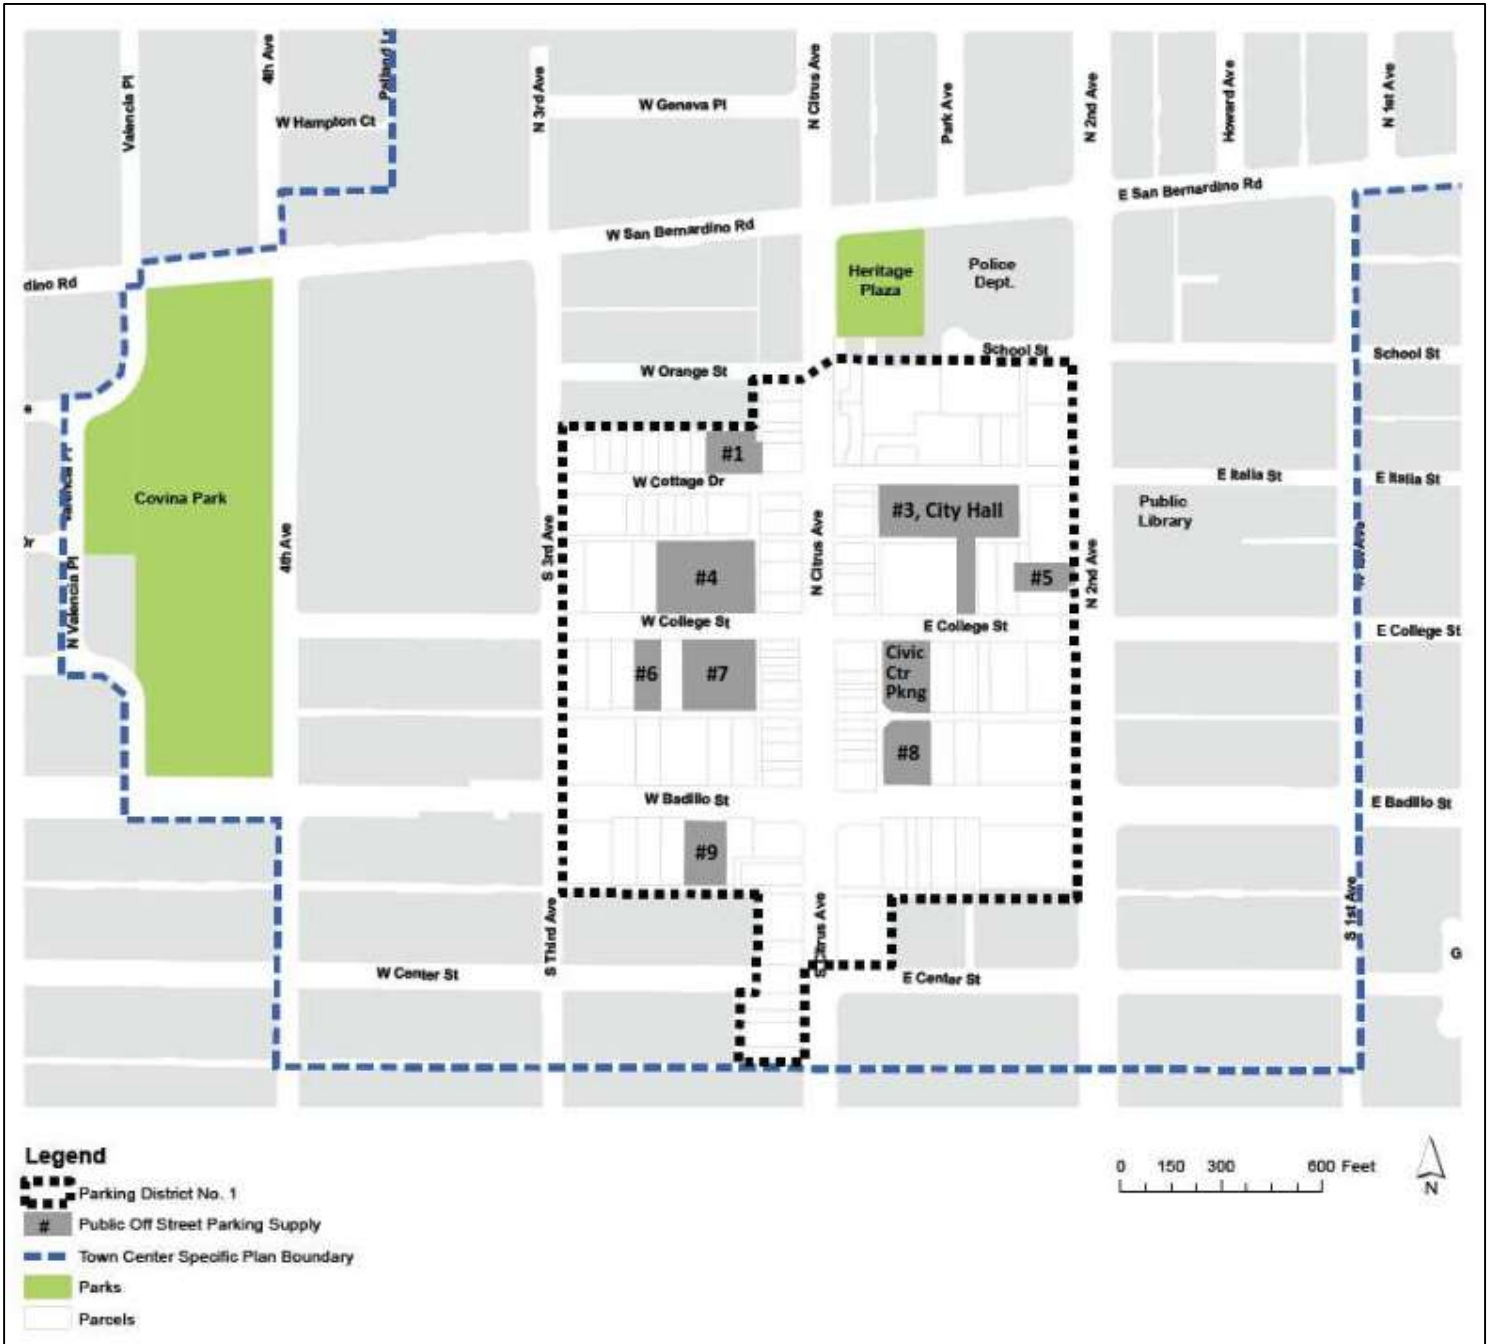 Valencia Pl
4th Ave
W Hampton Ct
N 3rd Ave
W Geneva Pl
N Citrus Ave
Park Ave
N 2nd Ave
Howard Ave
N 1st Ave
E San Bernardino Rd
W San Bernardino Rd
dino Rd
Heritage
Plaza
Police
Dept.
School St
School St
W Orange St
#1
W Cottage Dr
Covina Park
E Italia St
E Italia St
Public
Library
#3, City Hall
4th Ave
S 3rd Ave
#4
N Citrus Ave
#5
N 2nd Ave
N Valencia Pl
W College St
E College St
E College St
#6
#7
Civic
Ctr
Pkng
#8
W Badillo St
E Badillo St
#9
S Third Ave
S Citrus Ave
S 1st Ave
W Center St
E Center St
G
Legend
Parking District No. 1
# Public Off Street Parking Supply
Town Center Specific Plan Boundary
Parks
Parcels
0 150 300 600 Feet
N